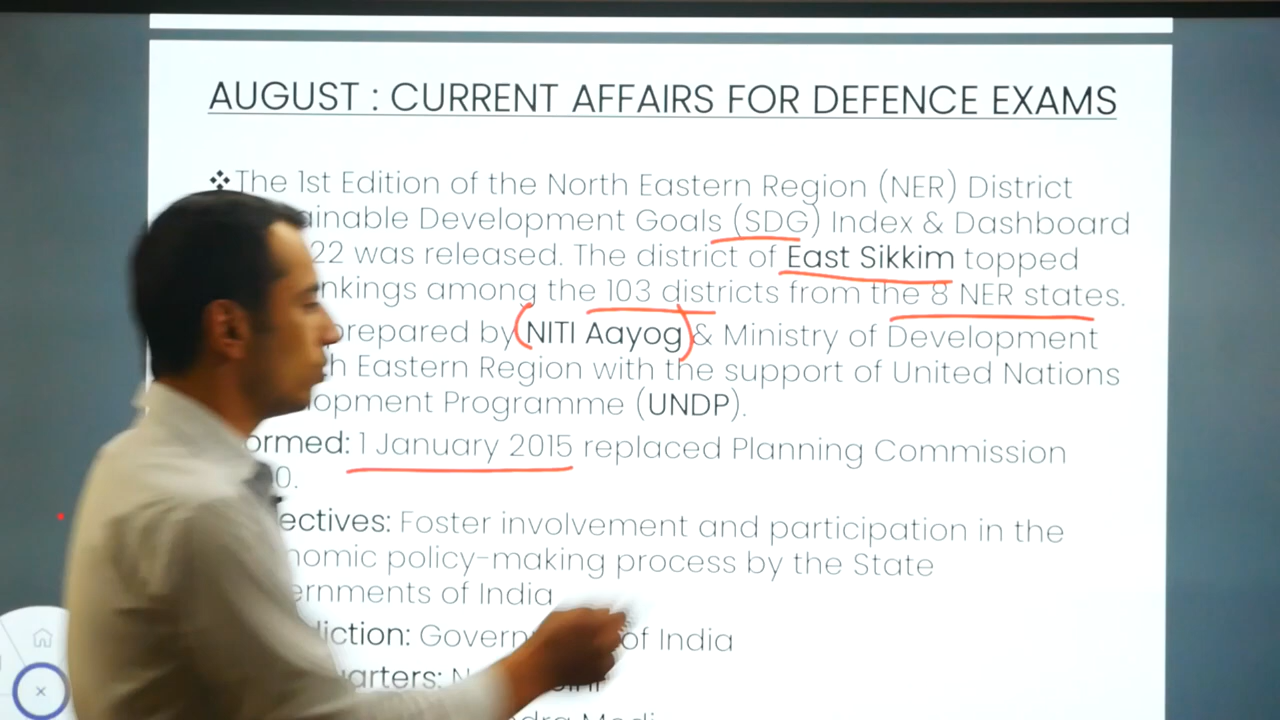 AUGUST : CURRENT AFFAIRS FOR DEFENCE EXAMS
❖The 1st Edition of the North Eastern Region (NER) District
ainable Development Goals (SDG) Index & Dashboard
22 was released. The district of East Sikkim topped
nkings among the 103 districts from the 8 NER states.
prepared by NITI Aayog & Ministry of Development
h Eastern Region with the support of United Nations
opment Programme (UNDP).
ormed: 1 January 2015 replaced Planning Commission
0.
ectives: Foster involvement and participation in the
nomic policy-making process by the State
ernments of India
iction: Govern of India
arters: